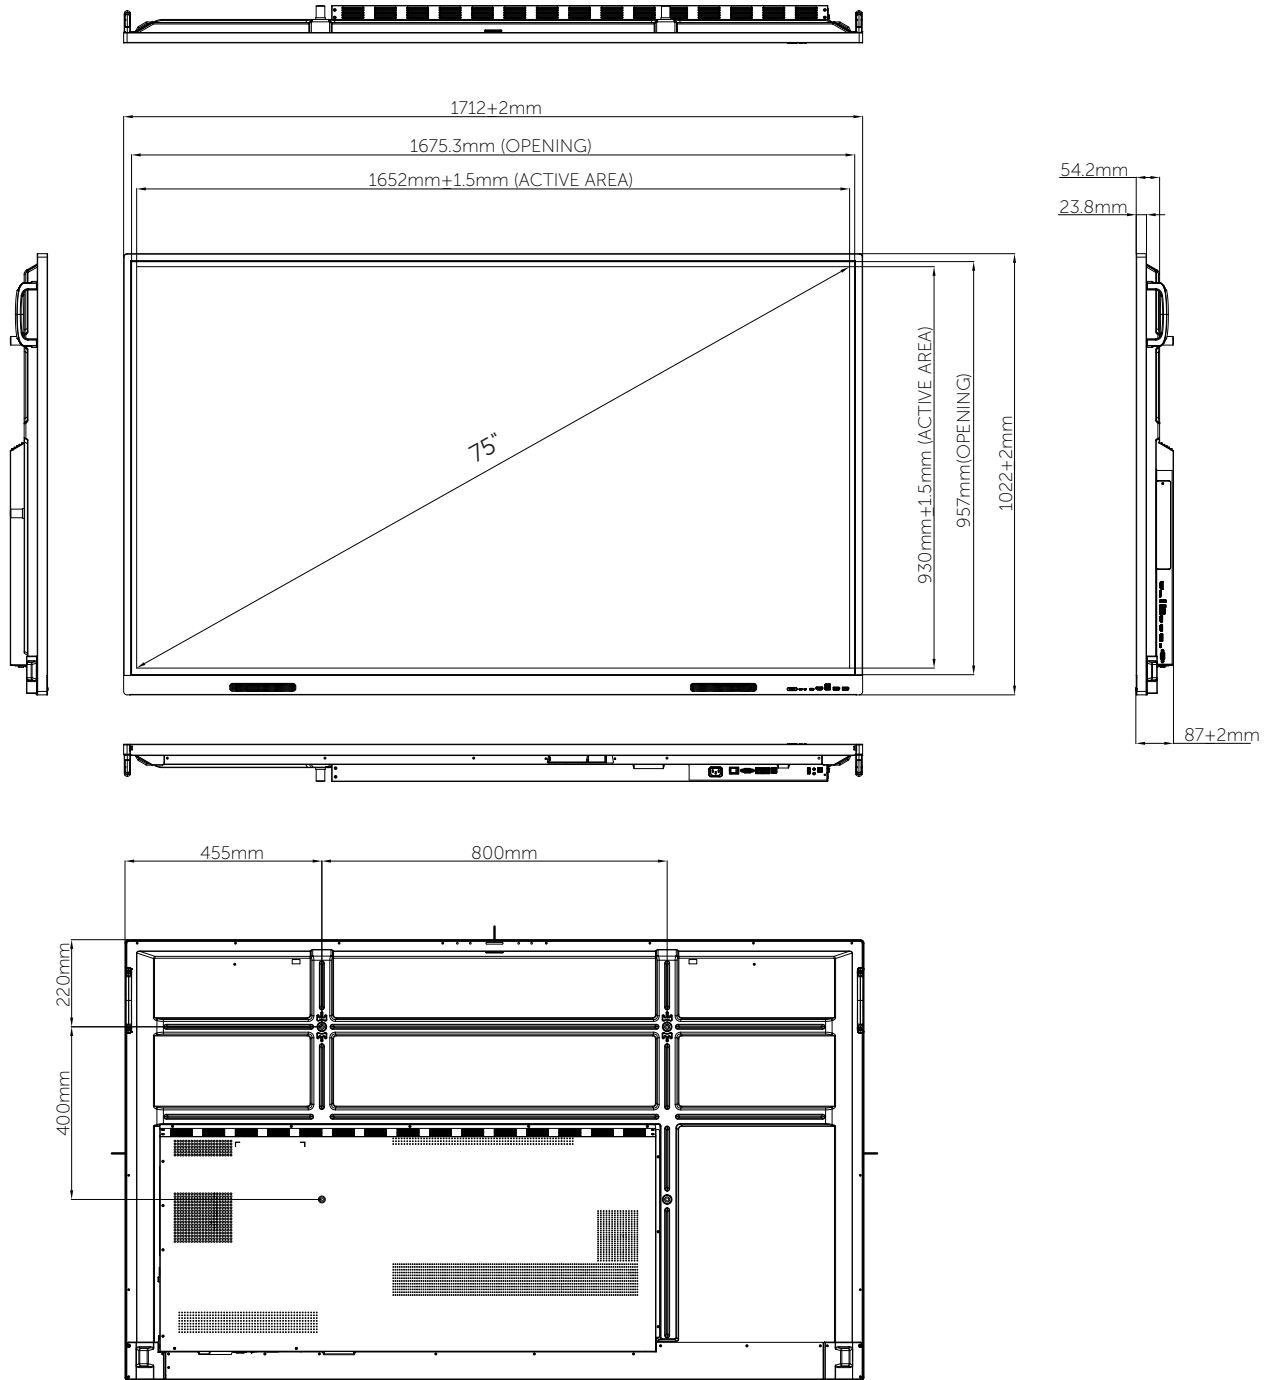 1712+2mm
1675.3mm (OPENING)
1652mm±1.5mm (ACTIVE AREA)
54.2mm
23.8mm
75"
930mm±1.5mm (ACTIVE AREA)
957mm(OPENING)
1022±2mm
87±2mm
455mm
800mm
220mm
400mm